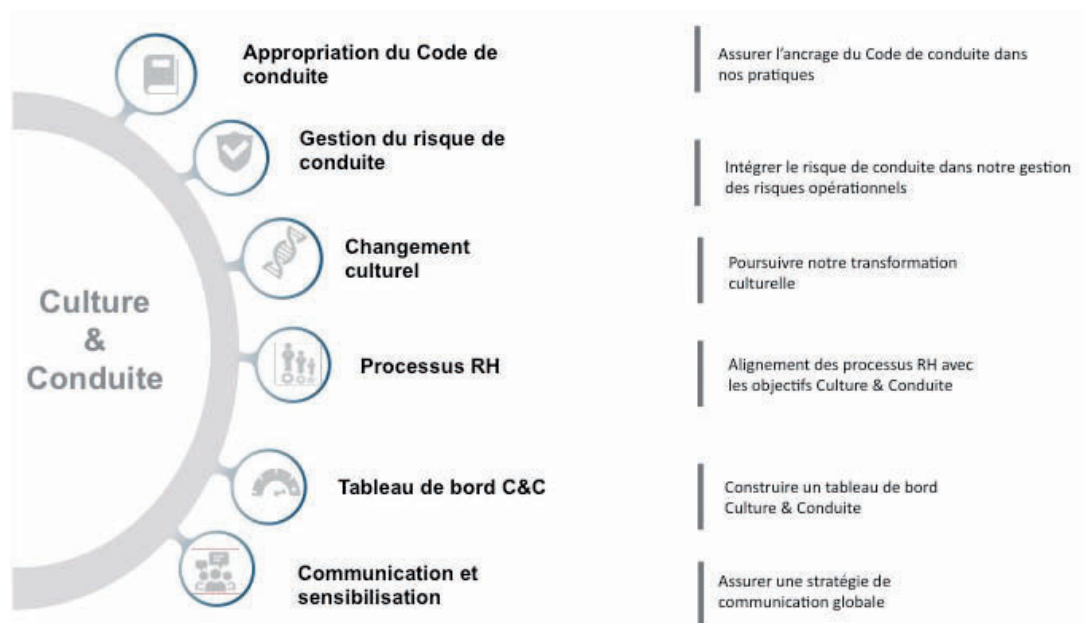 Culture
&
Conduite
Appropriation du Code de
conduite
Assurer l’ancrage du Code de conduite dans
nos pratiques
Gestion du risque de
conduite
Intégrer le risque de conduite dans notre gestion
des risques opérationnels
Changement
culturel
Poursuivre notre transformation
culturelle
Processus RH
Alignement des processus RH avec
les objectifs Culture & Conduite
Tableau de bord C&C
Construire un tableau de bord
Culture & Conduite
Communication et
sensibilisation
Assurer une stratégie de
communication globale